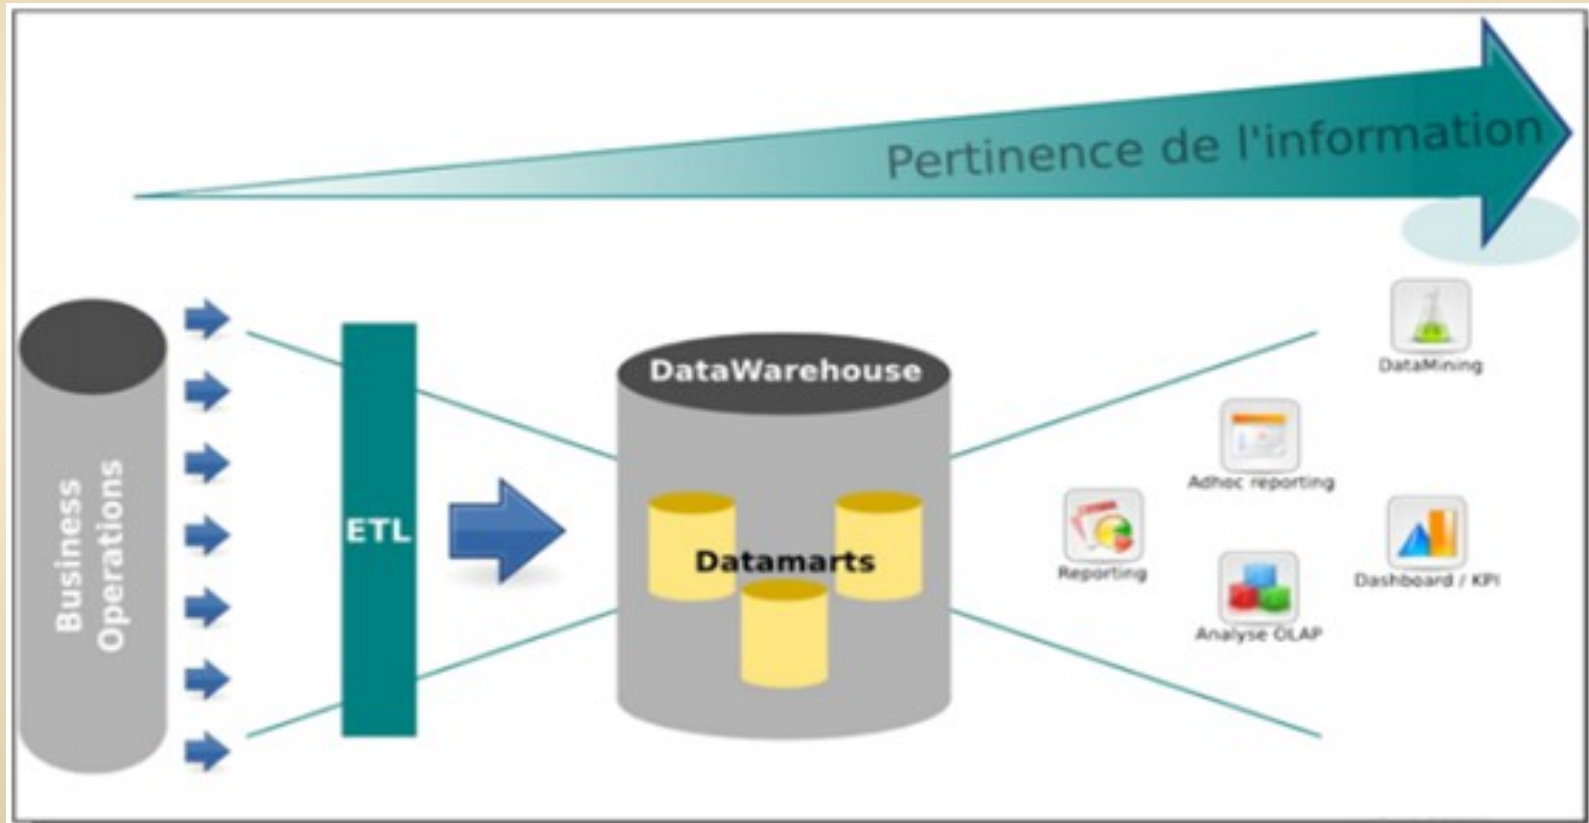 Pertinence de l'information
Business
Operations
ETL
DataWarehouse
Datamarts
DataMining
Adhoc reporting
Reporting
Dashboard / KPI
Analyse OLAP